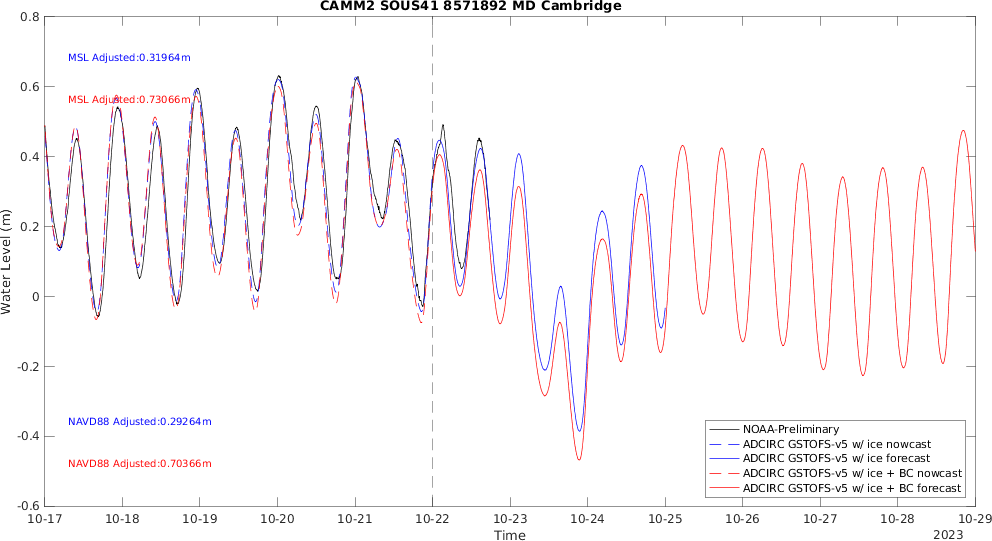 CAMM2 SOUS41 8571892 MD Cambridge
0.8
MSL Adjusted:0.31964m
0.6
MSL Adjusted:0.73066m
0.4
0.2
Water Level (m)
0
-0.2
NAVD88 Adjusted:0.29264m
-0.4
NAVD88 Adjusted:0.70366m
NOAA-Preliminary
ADCIRC GSTOFS-v5 w/ ice nowcast
ADCIRC GSTOFS-v5 w/ ice forecast
ADCIRC GSTOFS-v5 w/ ice + BC nowcast
ADCIRC GSTOFS-v5 w/ ice + BC forecast
-0.6
10-17 10-18 10-19 10-20 10-21 10-22 10-23 10-24 10-25 10-26 10-27 10-28 10-29
Time
2023